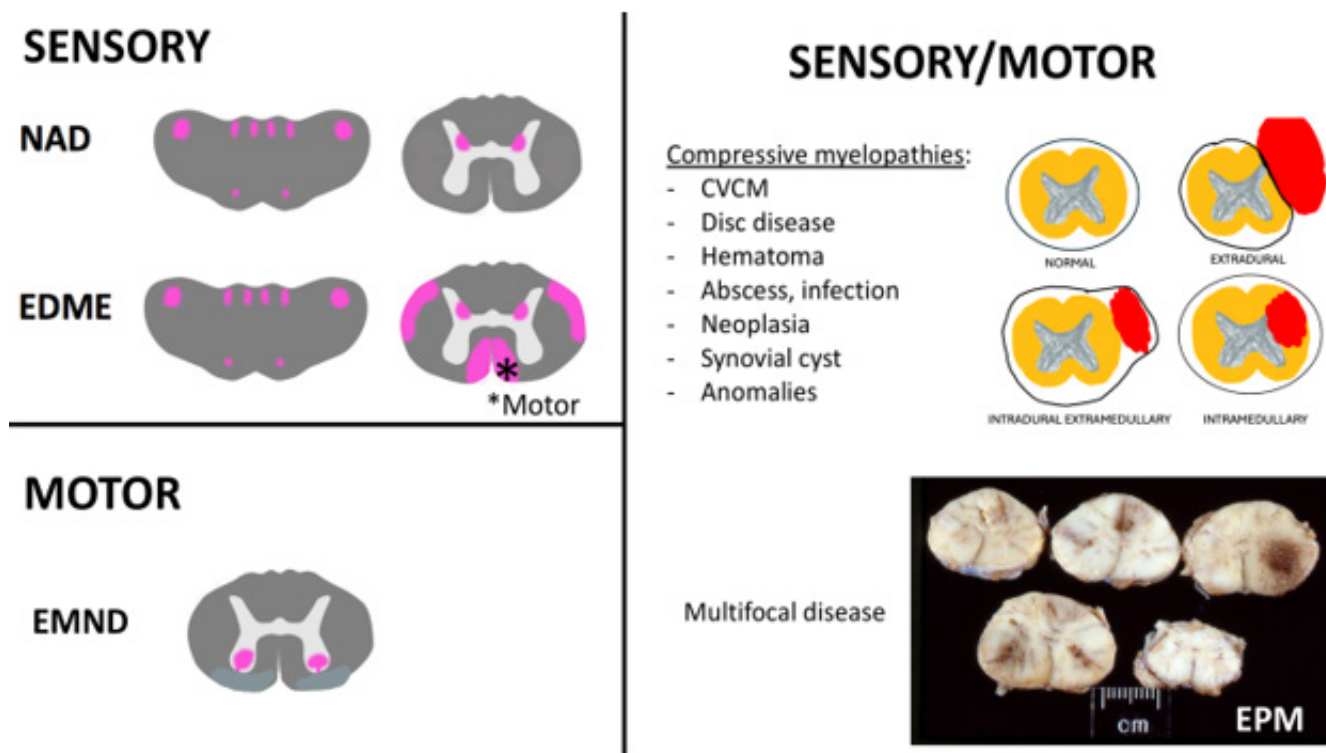 SENSORY
NAD
EDME
*
*Motor
MOTOR
EMND
SENSORY/MOTOR
Compressive myelopathies:
- CVCM
- Disc disease
- Hematoma
- Abscess, infection
- Neoplasia
- Synovial cyst
- Anomalies
NORMAL
EXTRADURAL
INTRADURAL EXTRAMEDULLARY
INTRAMEDULLARY
Multifocal disease
cm
EPM